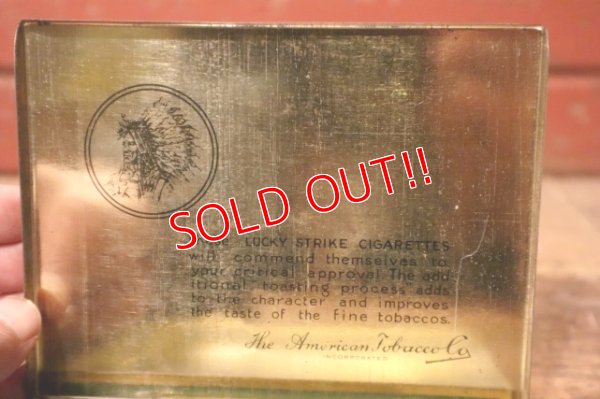 SOLD OUT!!
These LUCKY STRIKE CIGARETTES
will commend themselves to
your critical approval. The add-
itional "toasting process" adds
to the character and improves
the taste of the fine tobaccos.
The American Tobacco Co.
INCORPORATED